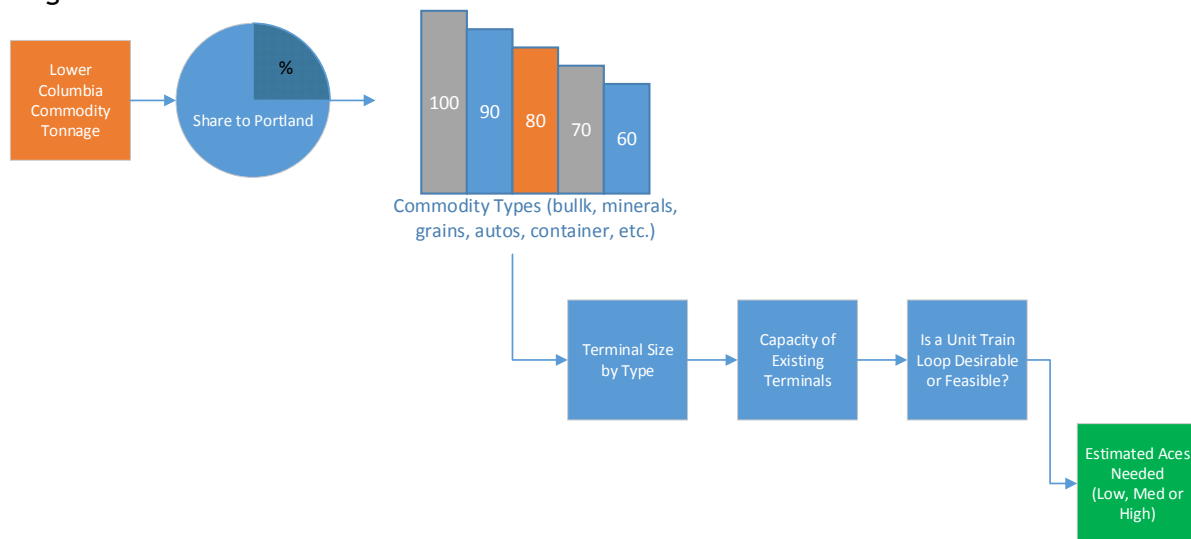 Lower
Columbia
Commodity
Tonnage
%
Share to Portland
100
90
80
70
60
Commodity Types (bullk, minerals,
grains, autos, container, etc.)
Terminal Size
by Type
Capacity of
Existing
Terminals
Is a Unit Train
Loop Desirable
or Feasible?
Estimated Aces
Needed
(Low, Med or
High)